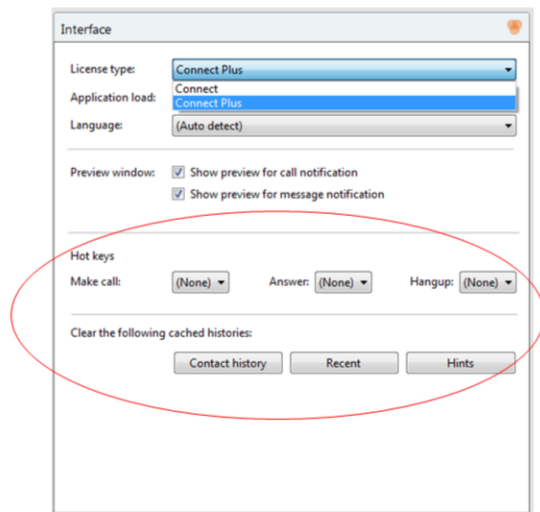 Interface
License type: Connect Plus
Connect
Application load: Connect Plus
Language: (Auto detect)
Preview window: Show preview for call notification
Show preview for message notification
Hot keys
Make call: (None) Answer: (None) Hangup: (None)
Clear the following cached histories:
Contact history Recent Hints